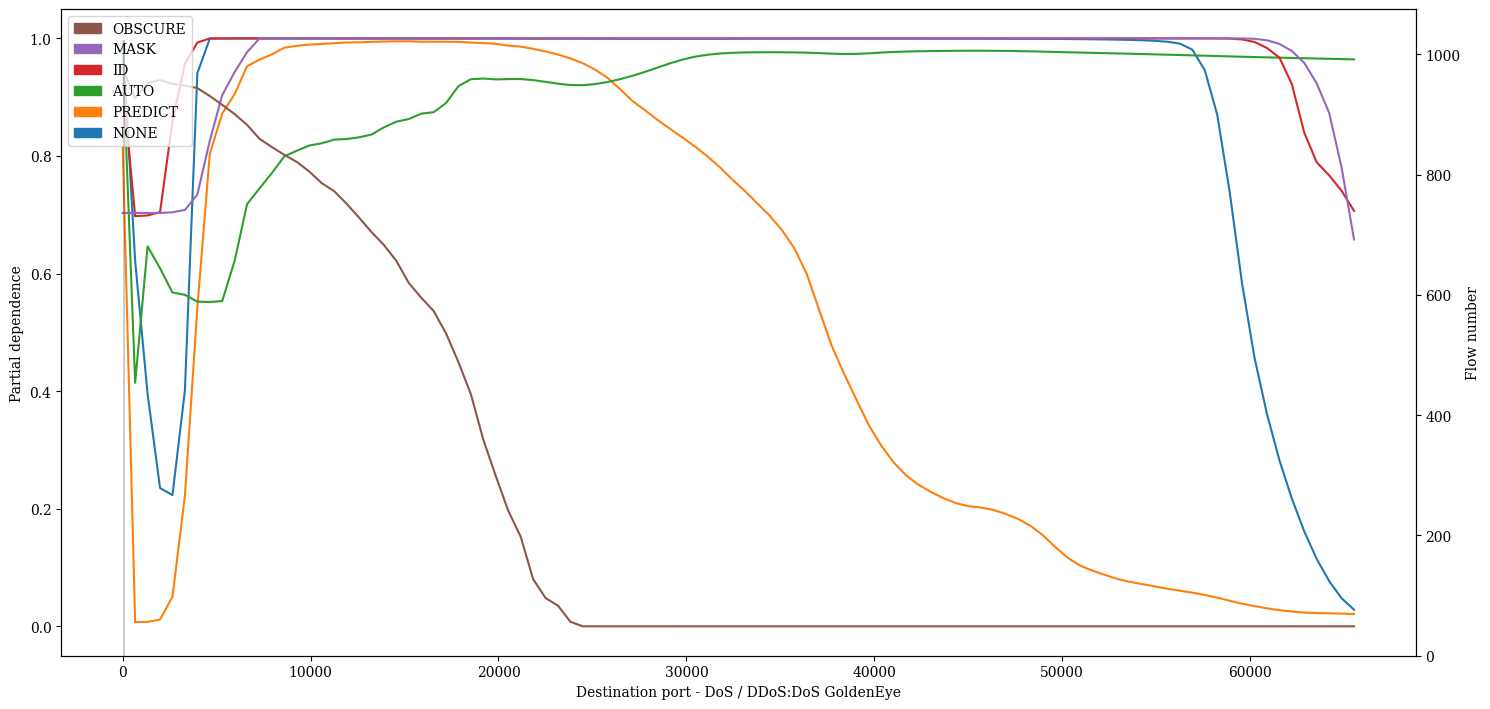 OBSCURE
MASK
ID
AUTO
PREDICT
NONE
Partial dependence
1.0
0.8
0.6
0.4
0.2
0.0
0
10000
20000
30000
40000
50000
60000
Destination port - DoS / DDoS:DoS GoldenEye
1000
800
600
400
200
0
Flow number